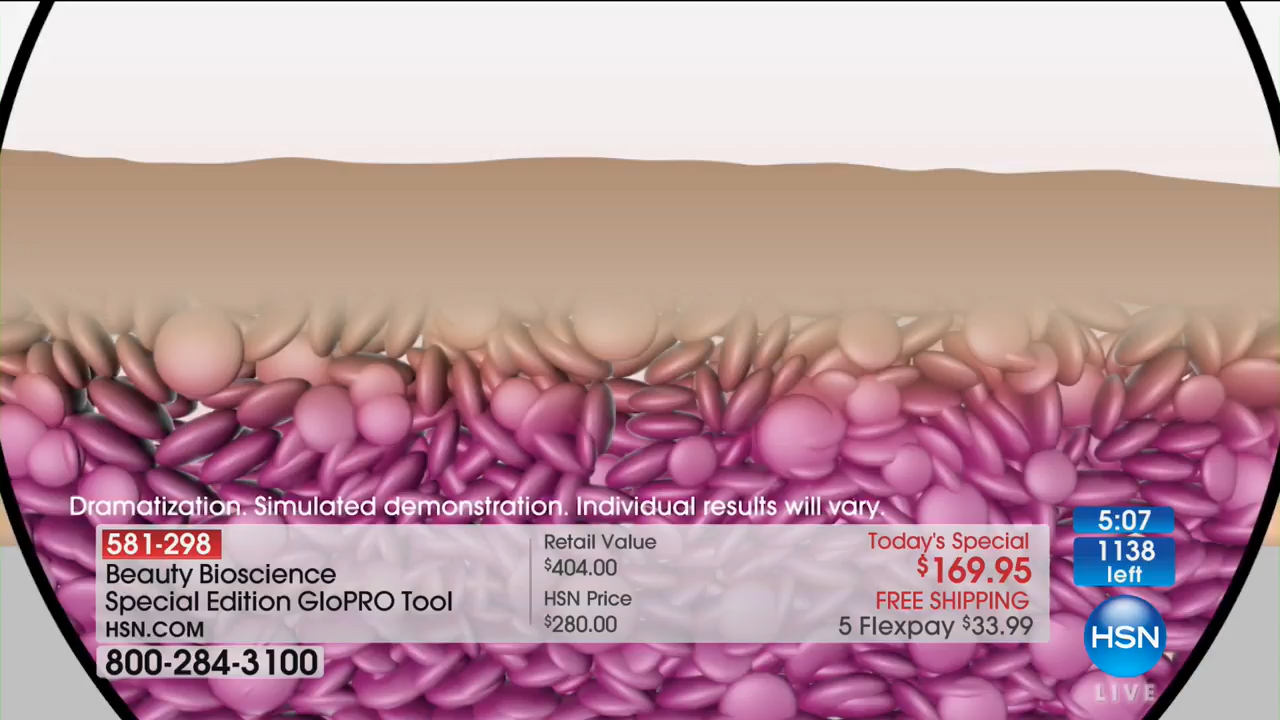 Dramatization. Simulated demonstration. Individual results will vary.
581-298
Beauty Bioscience
Special Edition GloPRO Tool
HSN.COM
800-284-3100
Retail Value
$404.00
HSN Price
$280.00
Today's Special
$169.95
FREE SHIPPING
5 Flexpay $33.99
5:07
1138
left
HSN
LIVE